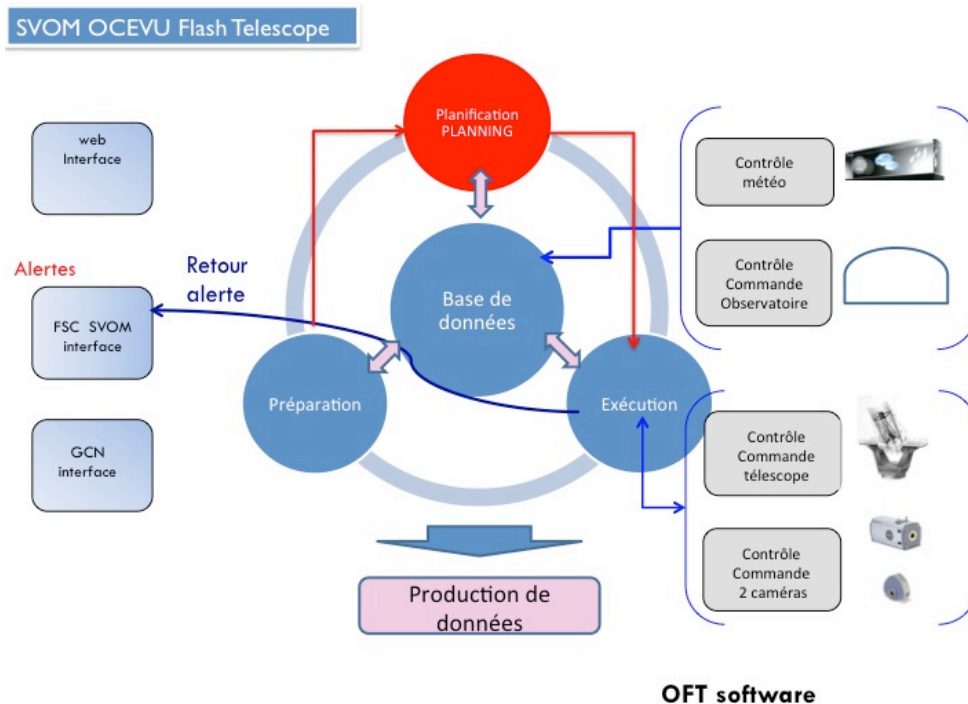 SVOM OCEVU Flash Telescope
Planification
PLANNING
web
Interface
Contrôle
météo
Alertes
Retour
alerte
Contrôle
Commande
Observatoire
FSC SVOM
interface
Base de
données
Préparation
Exécution
GCN
interface
Contrôle
Commande
télescope
Contrôle
Commande
2 caméras
Production de
données
OFT software